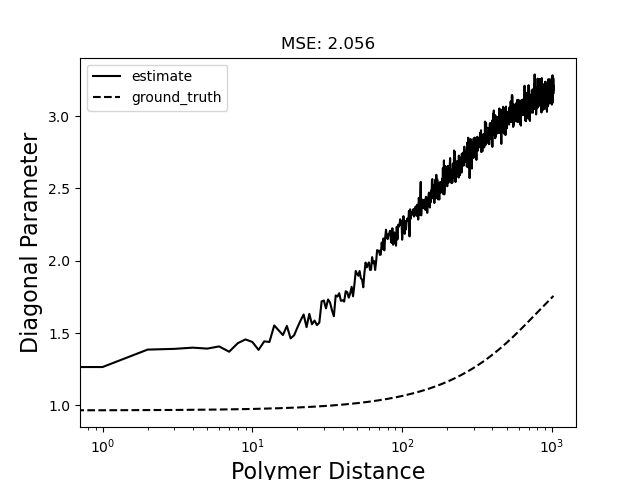 MSE: 2.056
estimate
ground_truth
Diagonal Parameter
3.0
2.5
2.0
1.5
1.0
10⁰
10¹
10²
10³
Polymer Distance